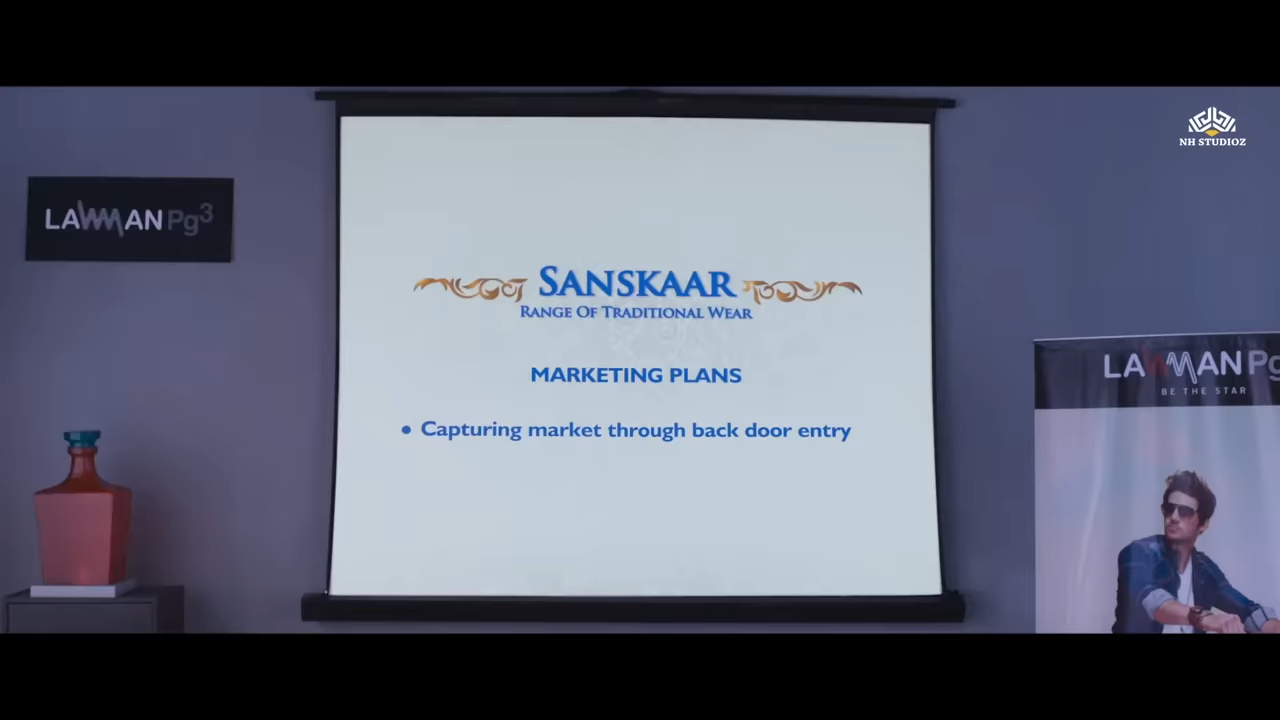 NH STUDIOZ
LAWMAN Pg3
SANSKAAR
RANGE OF TRADITIONAL WEAR
MARKETING PLANS
• Capturing market through back door entry
LAWMAN Pg
BE THE STAR